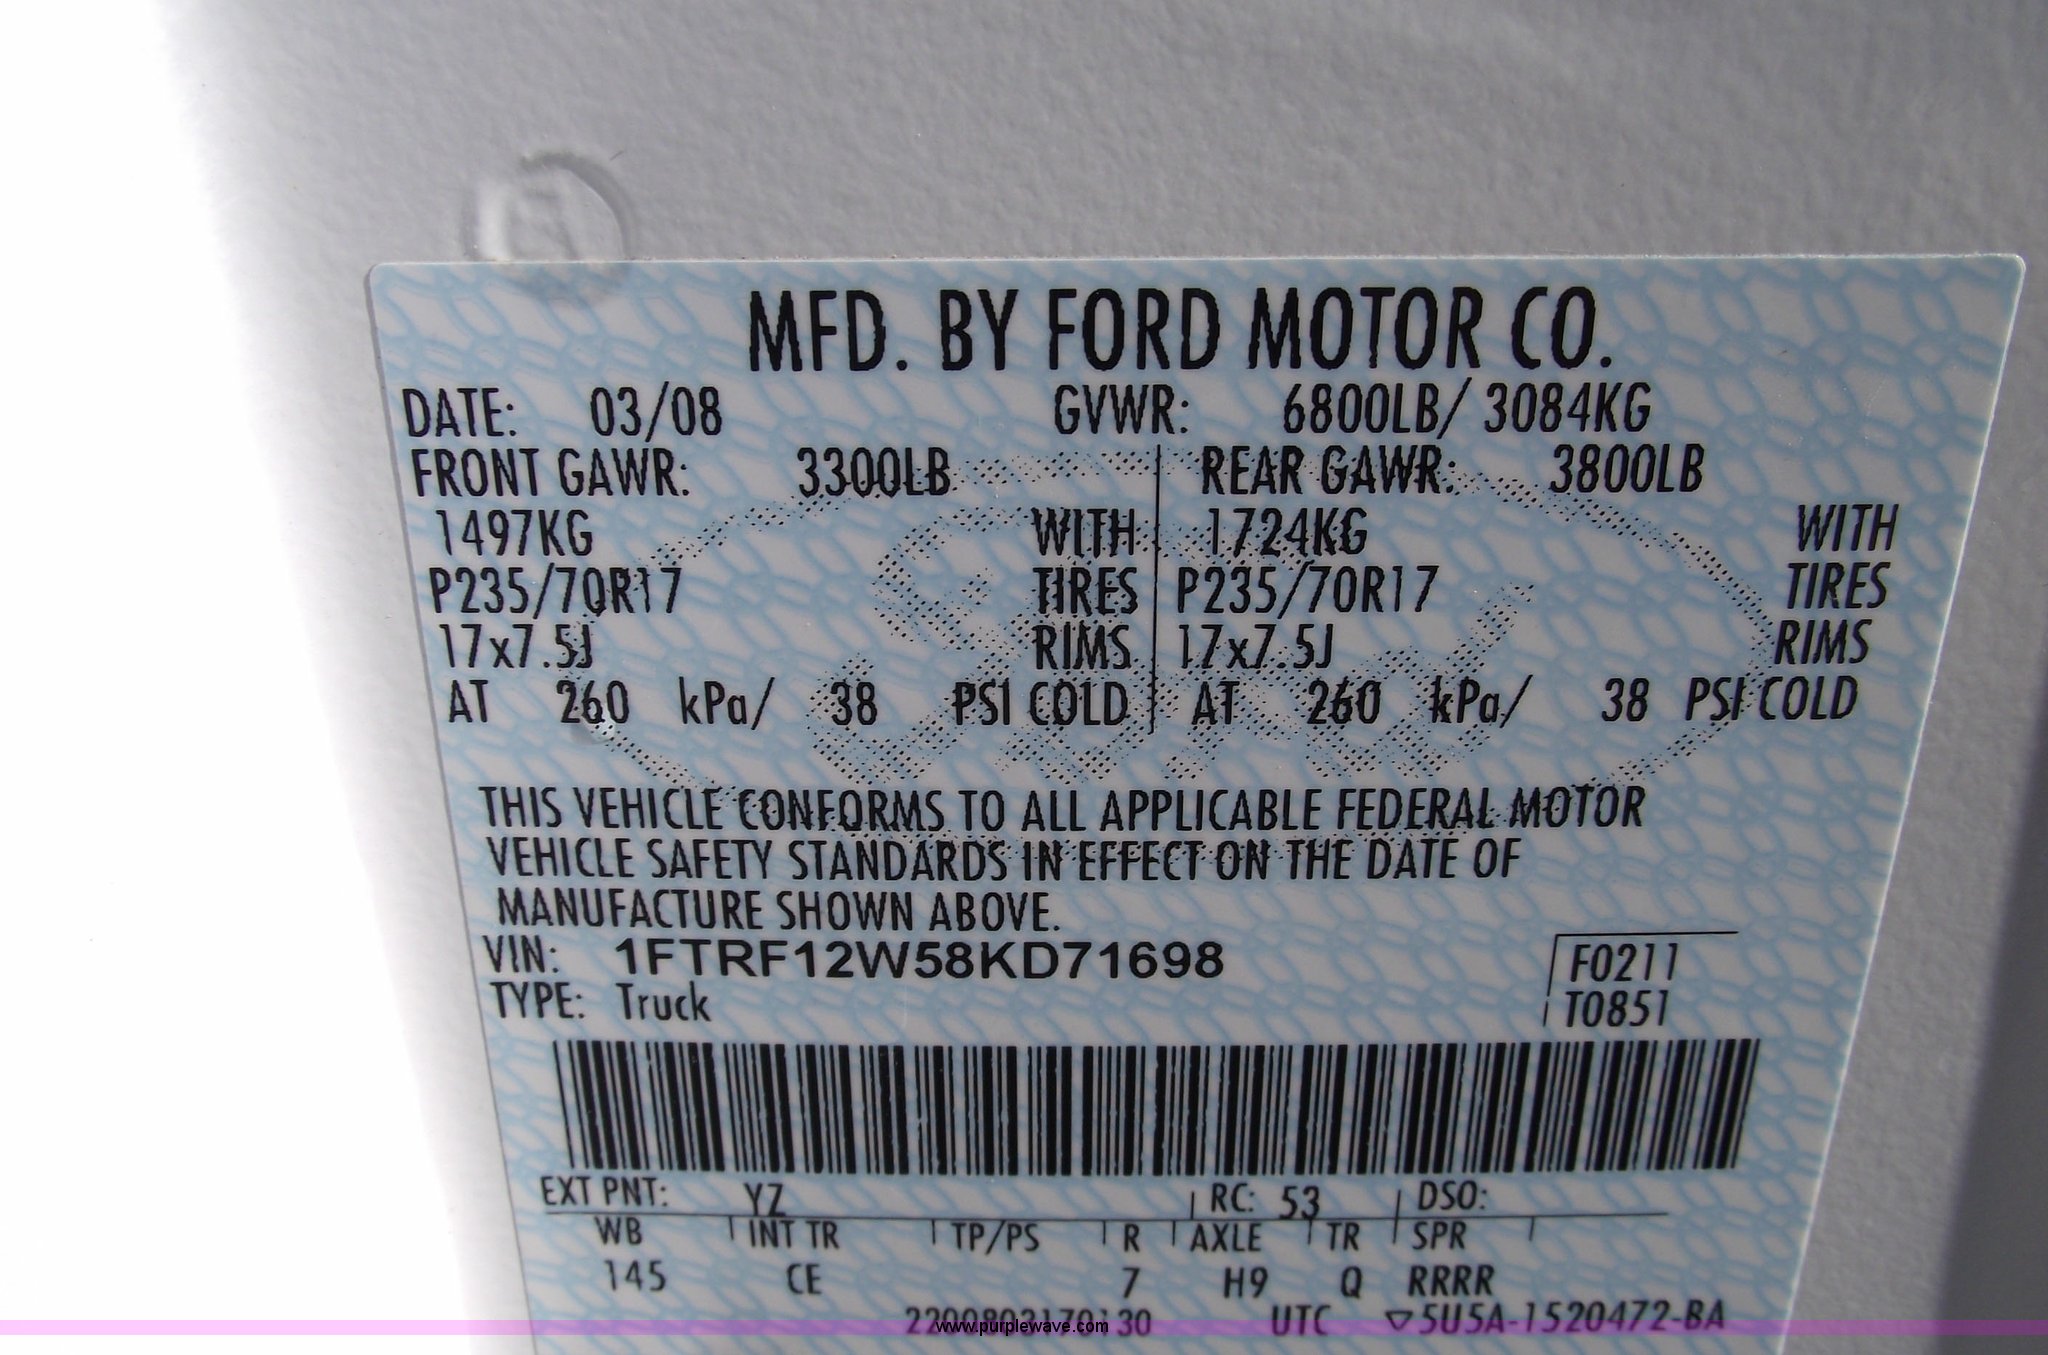 MFD. BY FORD MOTOR CO.
DATE: 03/08 GVWR: 6800LB/ 3084KG
FRONT GAWR: 3300LB REAR GAWR: 3800LB
1497KG WITH 1724KG WITH
P235/70R17 TIRES P235/70R17 TIRES
17x7.5J RIMS 17x7.5J RIMS
AT 260 kPa/ 38 PSI COLD AT 260 kPa/ 38 PSI COLD
THIS VEHICLE CONFORMS TO ALL APPLICABLE FEDERAL MOTOR
VEHICLE SAFETY STANDARDS IN EFFECT ON THE DATE OF
MANUFACTURE SHOWN ABOVE.
VIN: 1FTRF12W58KD71698 F0211
TYPE: Truck T0851
EXT PNT: YZ RC: 53 DSO:
WB INT TR TP/PS R AXLE TR SPR
145 CE 7 H9 Q RRRR
UTC ▽5U5A-1520472-BA
www.purplewave.com